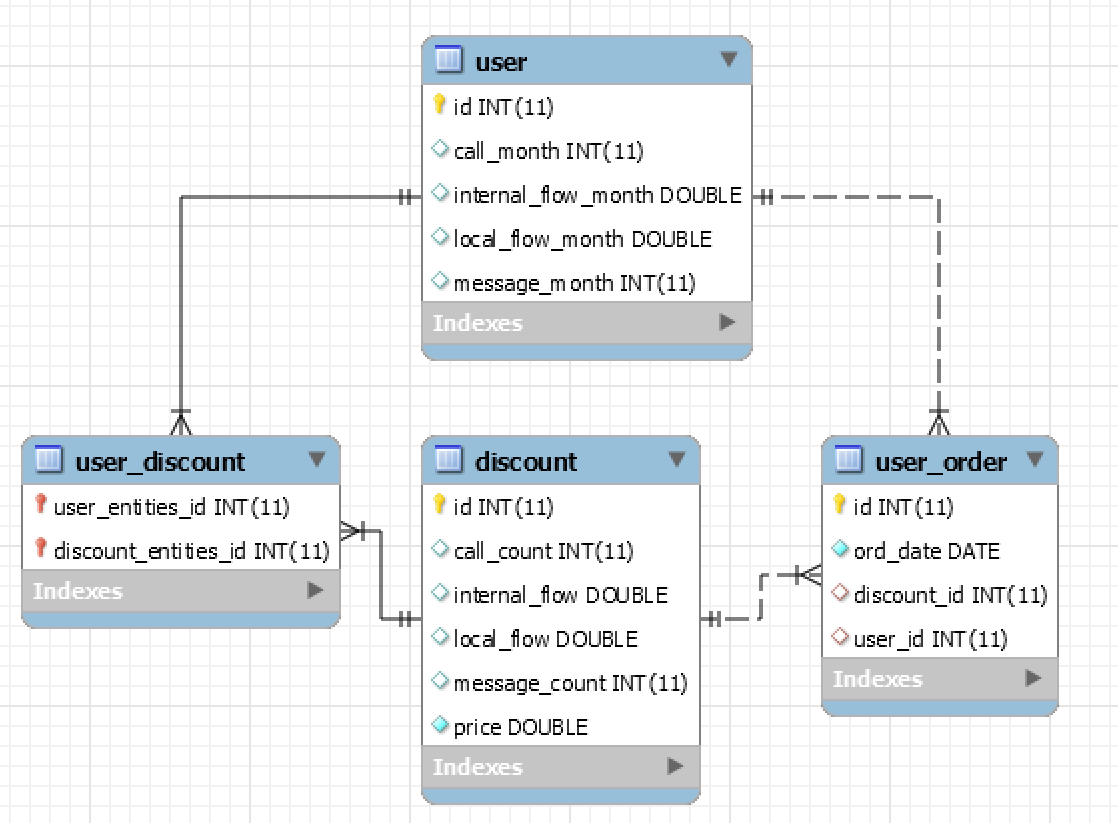 user
id INT(11)
call_month INT(11)
internal_flow_month DOUBLE
local_flow_month DOUBLE
message_month INT(11)
Indexes
user_discount
user_entities_id INT(11)
discount_entities_id INT(11)
Indexes
discount
id INT(11)
call_count INT(11)
internal_flow DOUBLE
local_flow DOUBLE
message_count INT(11)
price DOUBLE
Indexes
user_order
id INT(11)
ord_date DATE
discount_id INT(11)
user_id INT(11)
Indexes